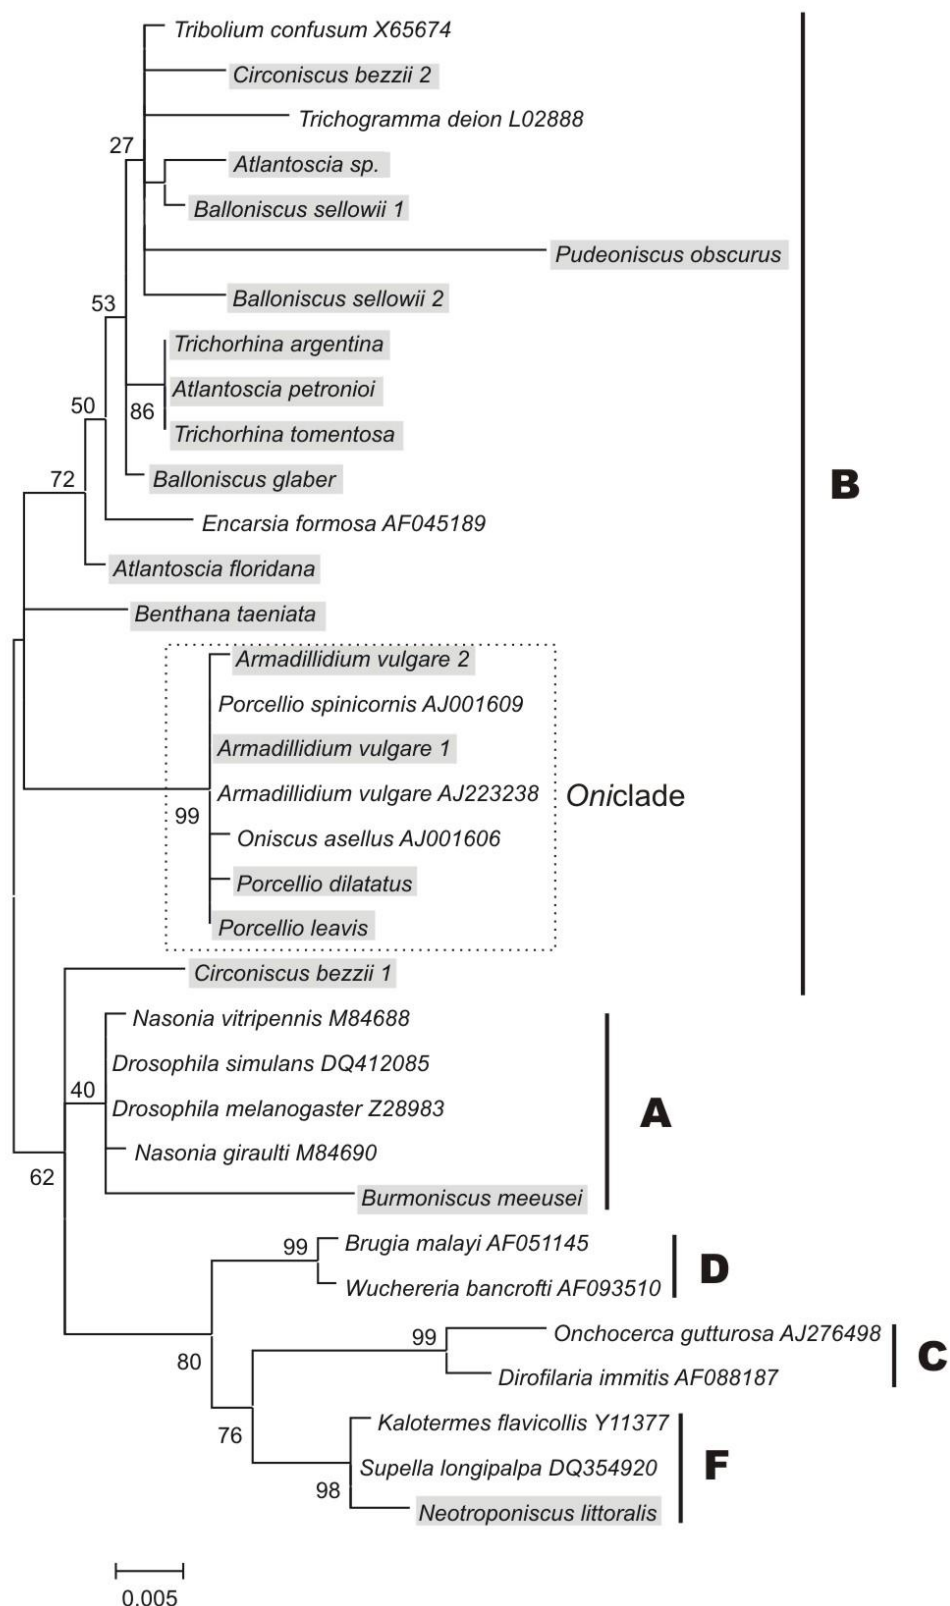 Tribolium confusum X65674
Circoniscus bezzii 2
Trichogramma deion L02888
27
Atlantoscia sp.
Balloniscus sellowii 1
Pudeoniscus obscurus
Balloniscus sellowii 2
53
Trichorhina argentina
Atlantoscia petronioi
50
86
Trichorhina tomentosa
Balloniscus glaber
72
B
Encarsia formosa AF045189
Atlantoscia floridana
Benthana taeniata
Armadillidium vulgare 2
Porcellio spinicornis AJ001609
Armadillidium vulgare 1
Armadillidium vulgare AJ223238
Oniclade
99
Oniscus asellus AJ001606
Porcellio dilatatus
Porcellio leavis
Circoniscus bezzii 1
Nasonia vitripennis M84688
Drosophila simulans DQ412085
40
Drosophila melanogaster Z28983
A
Nasonia giraulti M84690
62
Burmoniscus meeusei
99
Brugia malayi AF051145
D
Wuchereria bancrofti AF093510
99
Onchocerca gutturosa AJ276498
C
80
Dirofilaria immitis AF088187
76
Kalotermes flavicollis Y11377
Supella longipalpa DQ354920
F
98
Neotroponiscus littoralis
0.005